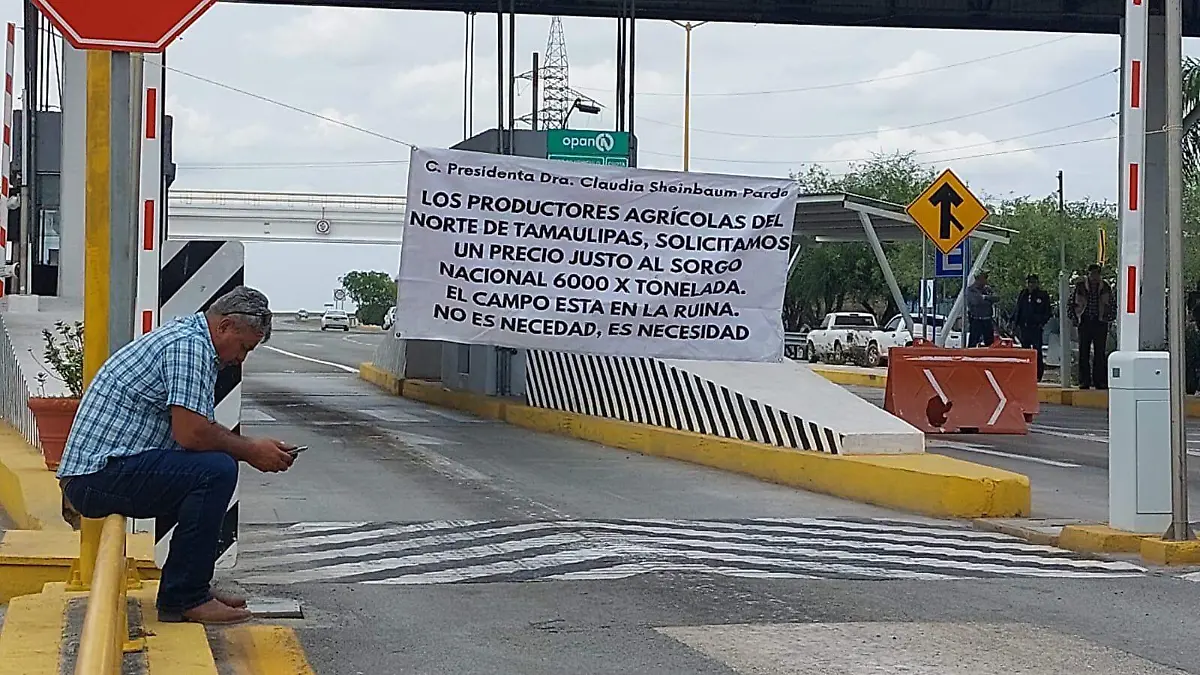 opan
C. Presidenta Dra. Claudia Sheinbaum Pardo
LOS PRODUCTORES AGRÍCOLAS DEL
NORTE DE TAMAULIPAS, SOLICITAMOS
UN PRECIO JUSTO AL SORGO
NACIONAL 6000 X TONELADA.
EL CAMPO ESTA EN LA RUINA.
NO ES NECEDAD, ES NECESIDAD
E